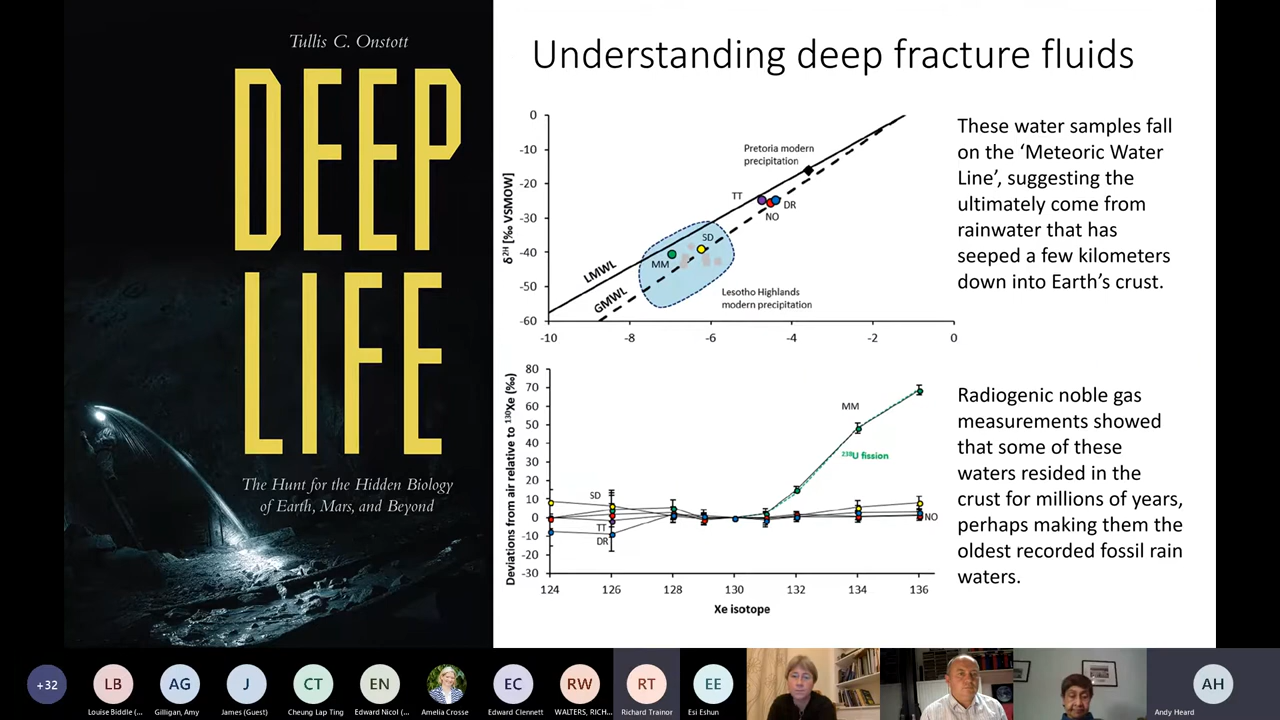 Tullis C. Onstott
DEEP
LIFE
The Hunt for the Hidden Biology
of Earth, Mars, and Beyond
Understanding deep fracture fluids
0
-10
-20
-30
-40
-50
-60
δ²ᴴ [‰ VSMOW]
-10
-8
-6
-4
-2
0
Pretoria modern
precipitation
TT
DR
NO
SD
MM
LMWL
GMWL
Lesotho Highlands
modern precipitation
These water samples fall
on the ‘Meteoric Water
Line’, suggesting the
ultimately come from
rainwater that has
seeped a few kilometers
down into Earth’s crust.
80
70
60
50
40
30
20
10
0
-10
-20
-30
Deviations from air relative to ¹³⁰Xe (‰)
MM
²³⁸U fission
SD
TT
DR
NO
124
126
128
130
132
134
136
Xe isotope
Radiogenic noble gas
measurements showed
that some of these
waters resided in the
crust for millions of years,
perhaps making them the
oldest recorded fossil rain
waters.
+32
LB
AG
J
CT
EN
EC
RW
RT
EE
AH
Louise Biddle (...
Gilligan, Amy
James (Guest)
Cheung Lap Ting
Edward Nicol (...
Amelia Crosse
Edward Clennett
WALTERS, RICH...
Richard Trainor
Esi Eshun
Andy Heard